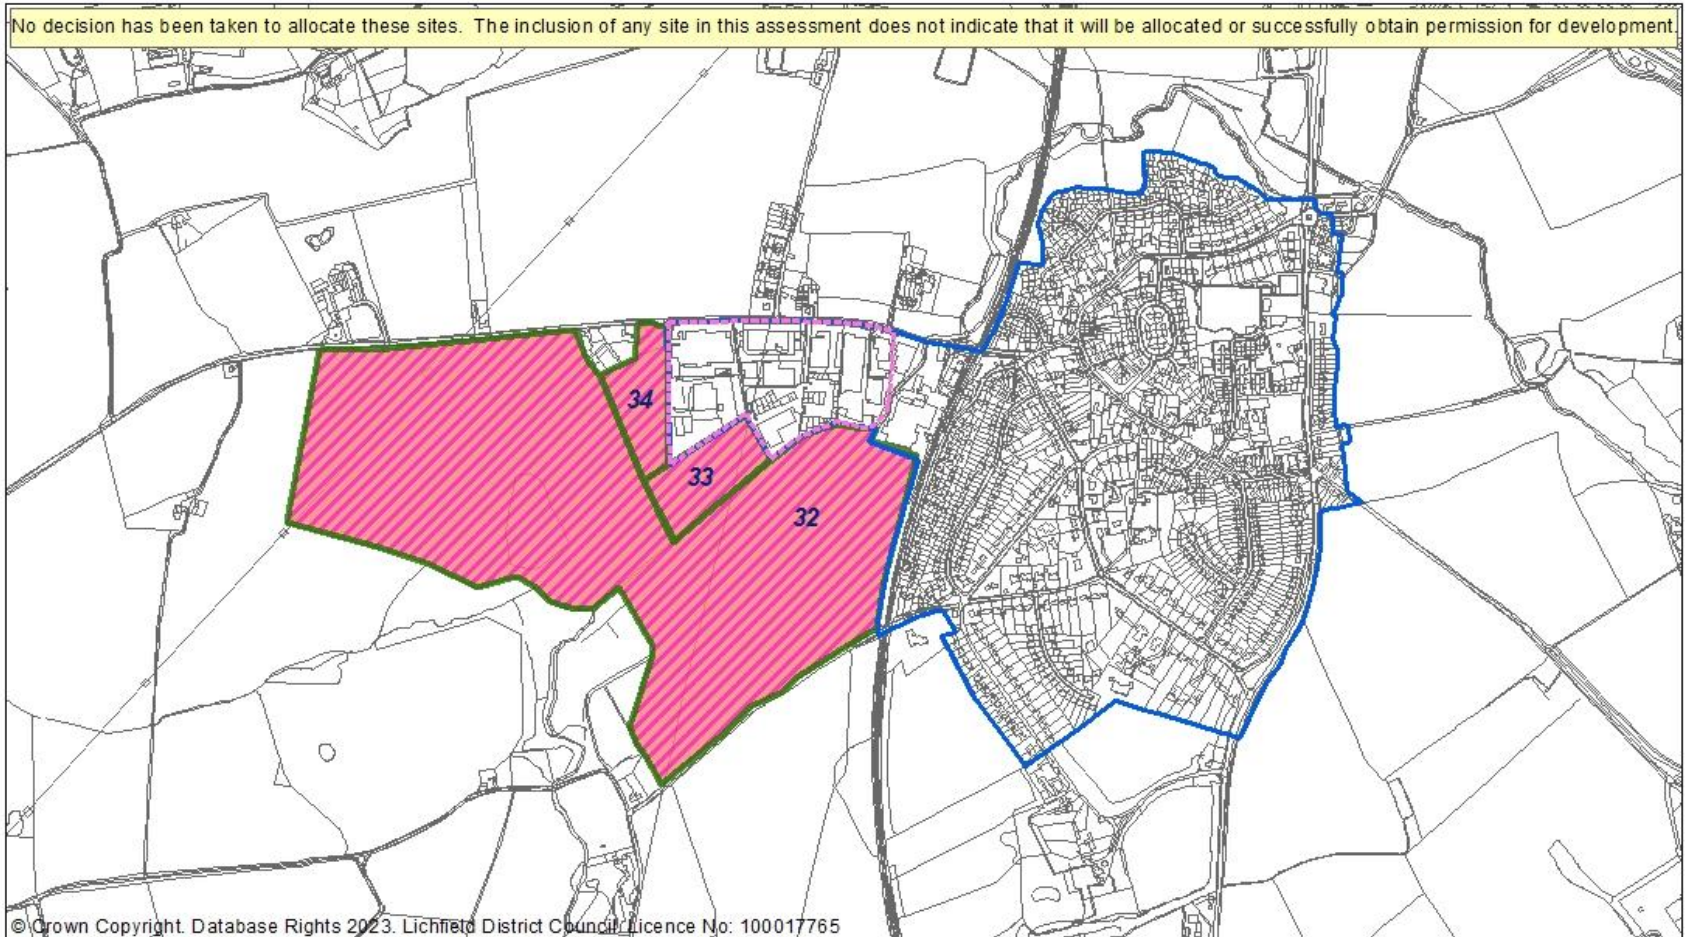 No decision has been taken to allocate these sites. The inclusion of any site in this assessment does not indicate that it will be allocated or successfully obtain permission for development.
34
33
32
© Crown Copyright. Database Rights 2023. Lichfield District Council. Licence No: 100017765